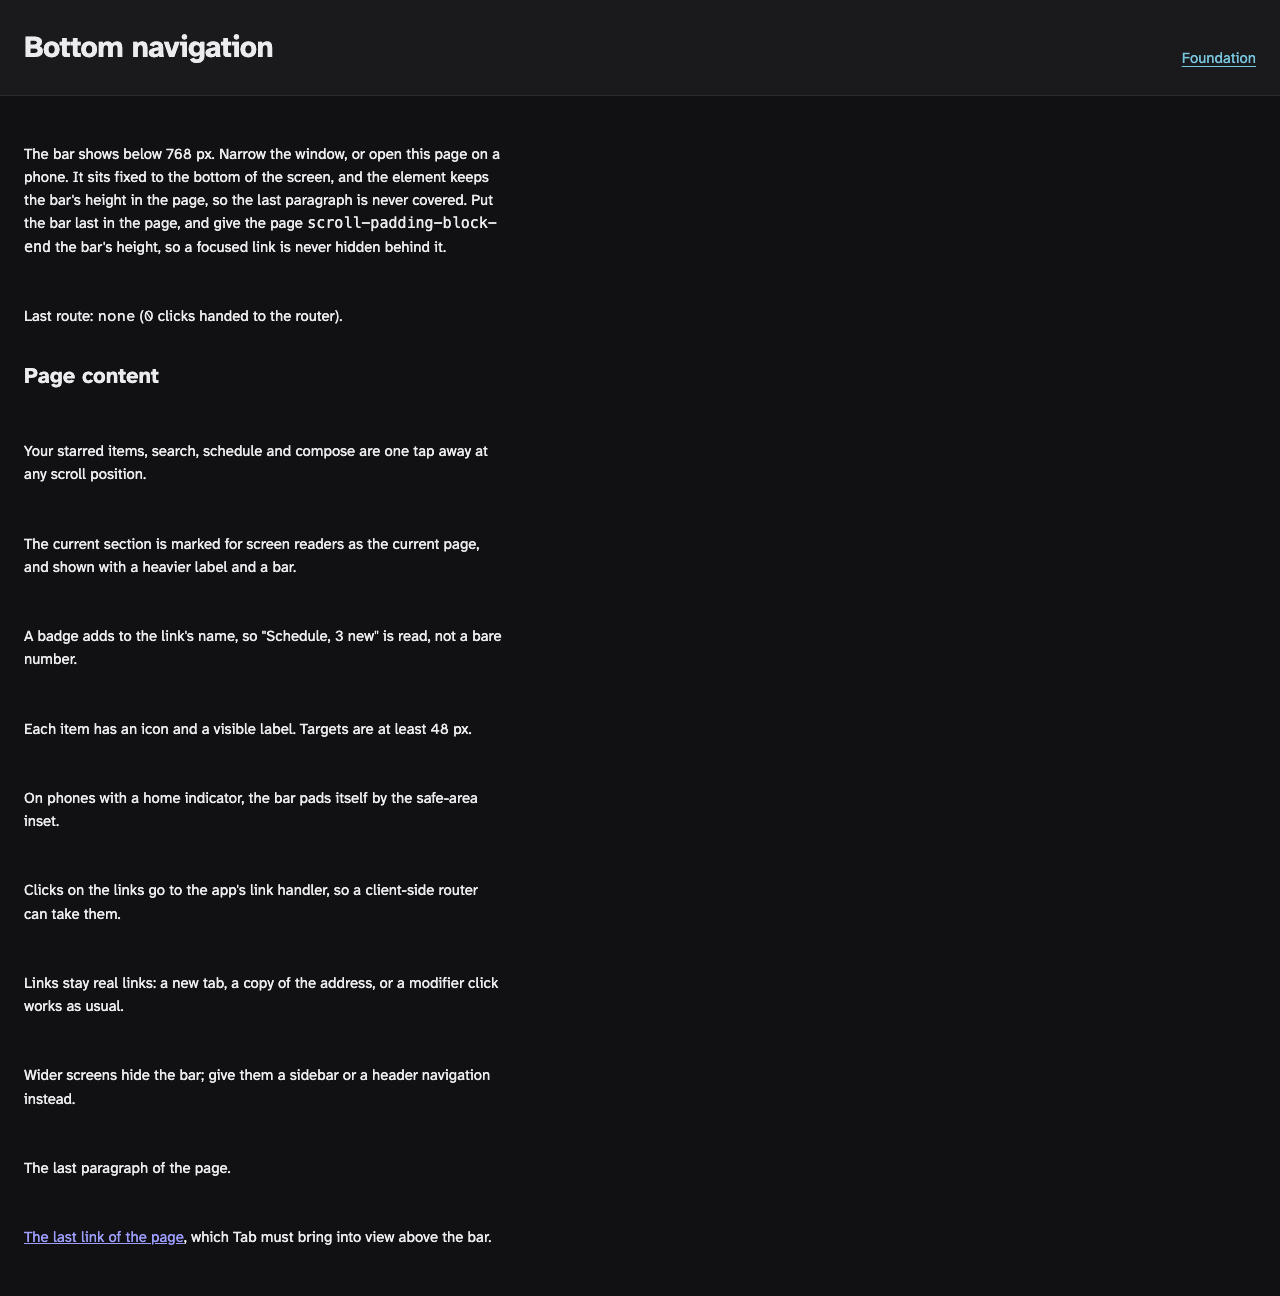 Bottom navigation
Foundation
The bar shows below 768 px. Narrow the window, or open this page on a
phone. It sits fixed to the bottom of the screen, and the element keeps
the bar's height in the page, so the last paragraph is never covered. Put
the bar last in the page, and give the page scroll-padding-block-
end the bar's height, so a focused link is never hidden behind it.
Last route: none (0 clicks handed to the router).
Page content
Your starred items, search, schedule and compose are one tap away at
any scroll position.
The current section is marked for screen readers as the current page,
and shown with a heavier label and a bar.
A badge adds to the link's name, so "Schedule, 3 new" is read, not a bare
number.
Each item has an icon and a visible label. Targets are at least 48 px.
On phones with a home indicator, the bar pads itself by the safe-area
inset.
Clicks on the links go to the app's link handler, so a client-side router
can take them.
Links stay real links: a new tab, a copy of the address, or a modifier click
works as usual.
Wider screens hide the bar; give them a sidebar or a header navigation
instead.
The last paragraph of the page.
The last link of the page, which Tab must bring into view above the bar.